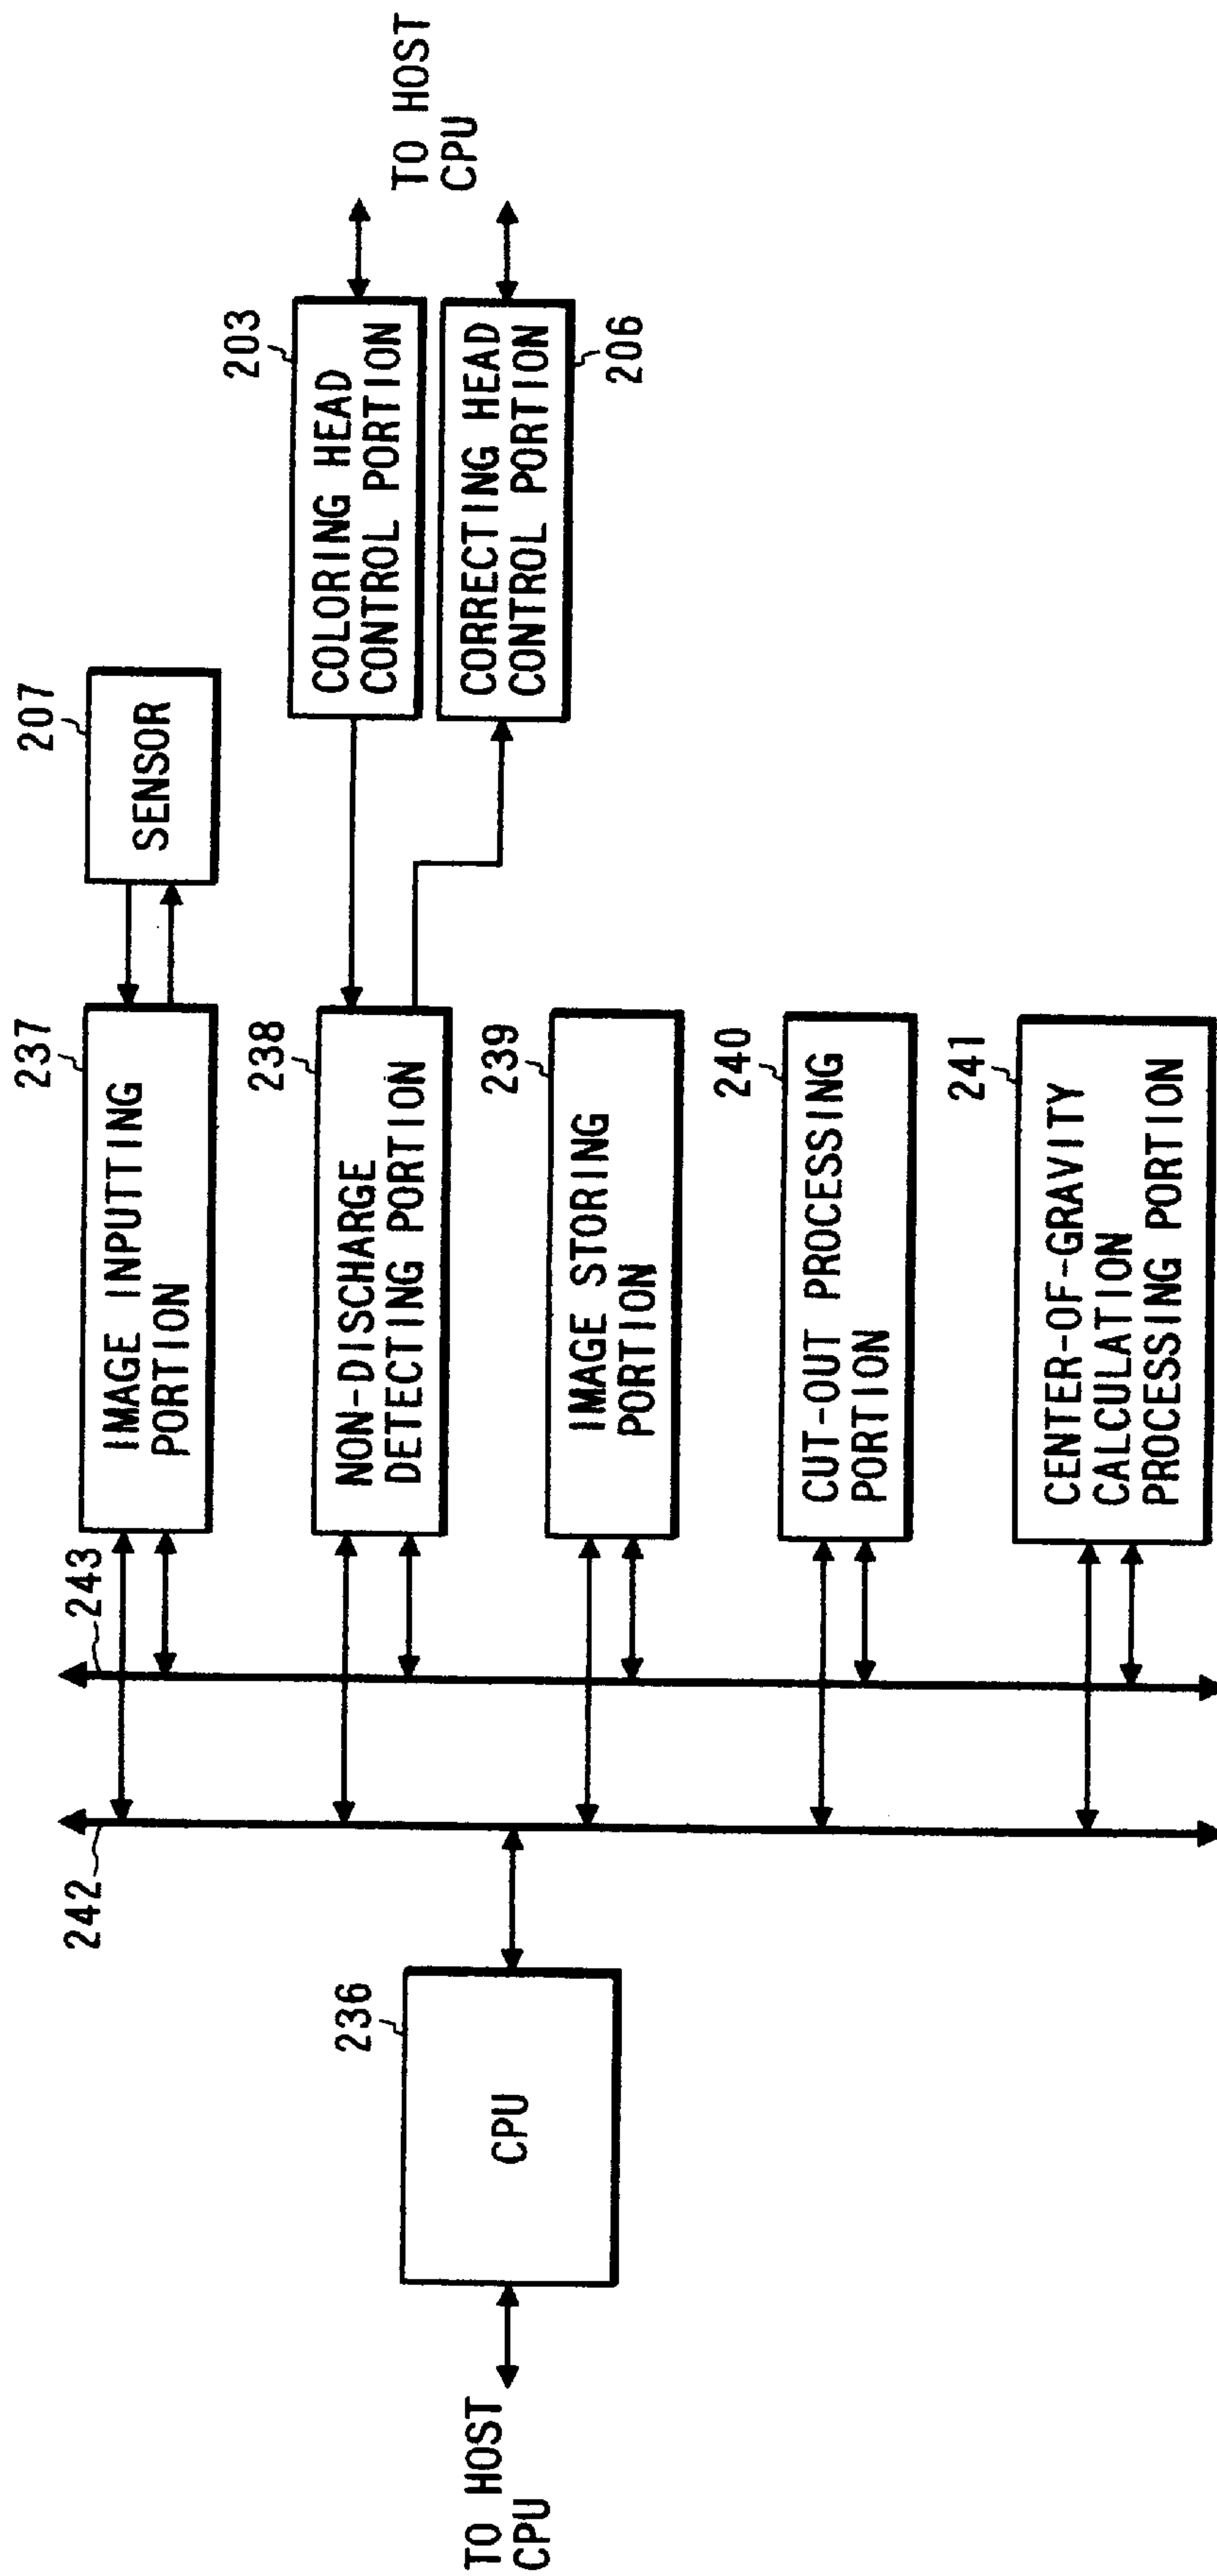 TO HOST
CPU
236
CPU
242
243
237
IMAGE INPUTTING
PORTION
207
SENSOR
238
NON-DISCHARGE
DETECTING PORTION
203
COLORING HEAD
CONTROL PORTION
CORRECTING HEAD
CONTROL PORTION
206
TO HOST
CPU
239
IMAGE STORING
PORTION
240
CUT-OUT PROCESSING
PORTION
241
CENTER-OF-GRAVITY
CALCULATION
PROCESSING PORTION